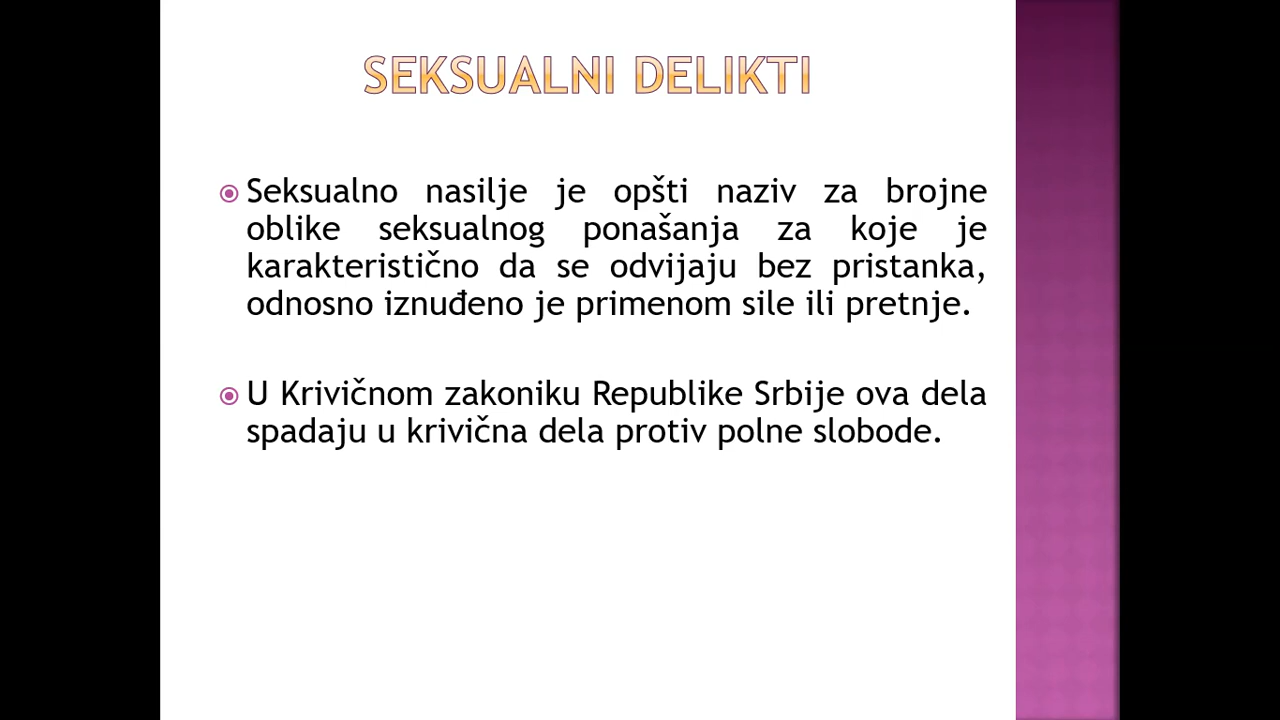 SEKSUALNI DELIKTI
Seksualno nasilje je opšti naziv za brojne
oblike seksualnog ponašanja za koje je
karakteristično da se odvijaju bez pristanka,
odnosno iznuđeno je primenom sile ili pretnje.
U Krivičnom zakoniku Republike Srbije ova dela
spadaju u krivična dela protiv polne slobode.